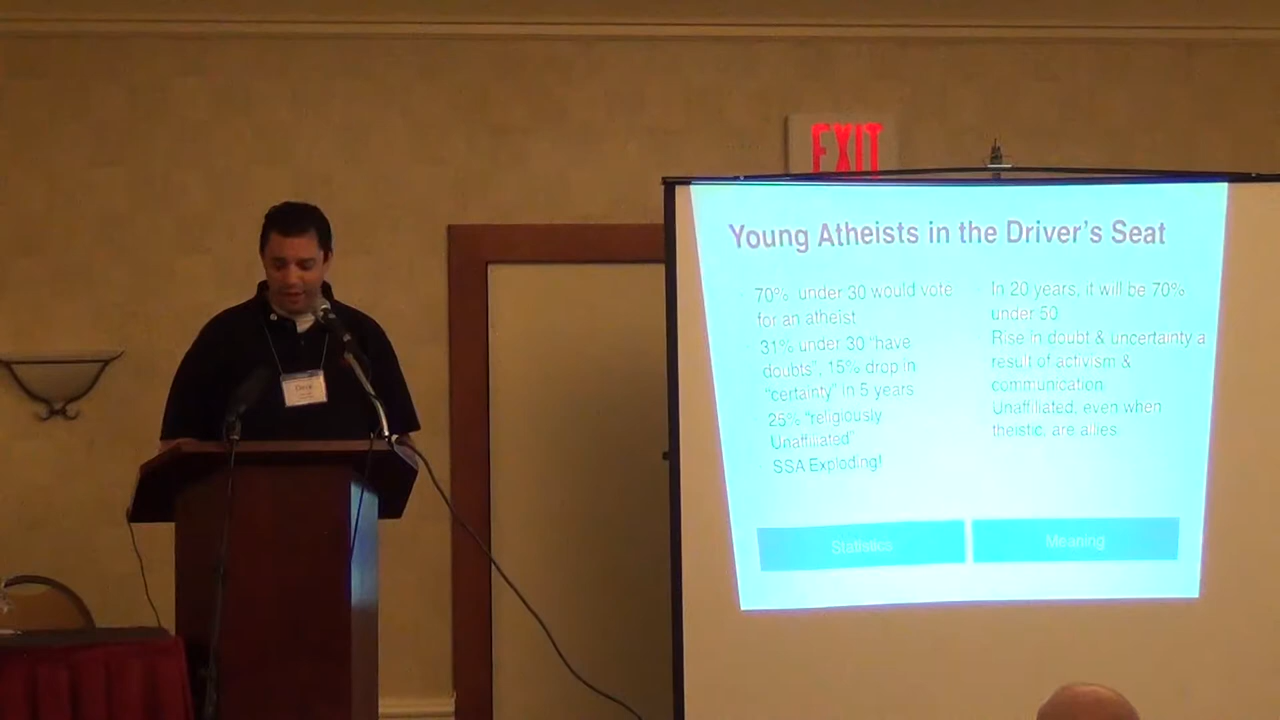 EXIT
Young Atheists in the Driver's Seat
70% under 30 would vote
for an atheist
31% under 30 "have
doubts", 15% drop in
"certainty" in 5 years
25% "religiously
Unaffiliated"
SSA Exploding!
In 20 years, it will be 70%
under 50
Rise in doubt & uncertainty a
result of activism &
communication
Unaffiliated, even when
theistic, are allies
Statistics
Meaning